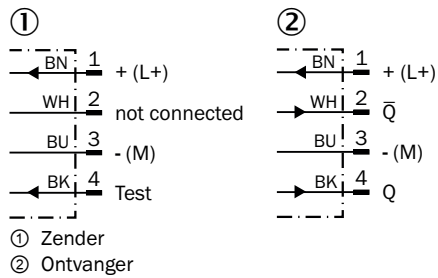 ① ②
BN 1 + (L+)
WH 2 not connected
BU 3 - (M)
BK 4 Test
BN 1 + (L+)
WH 2 Q̅
BU 3 - (M)
BK 4 Q
① Zender
② Ontvanger